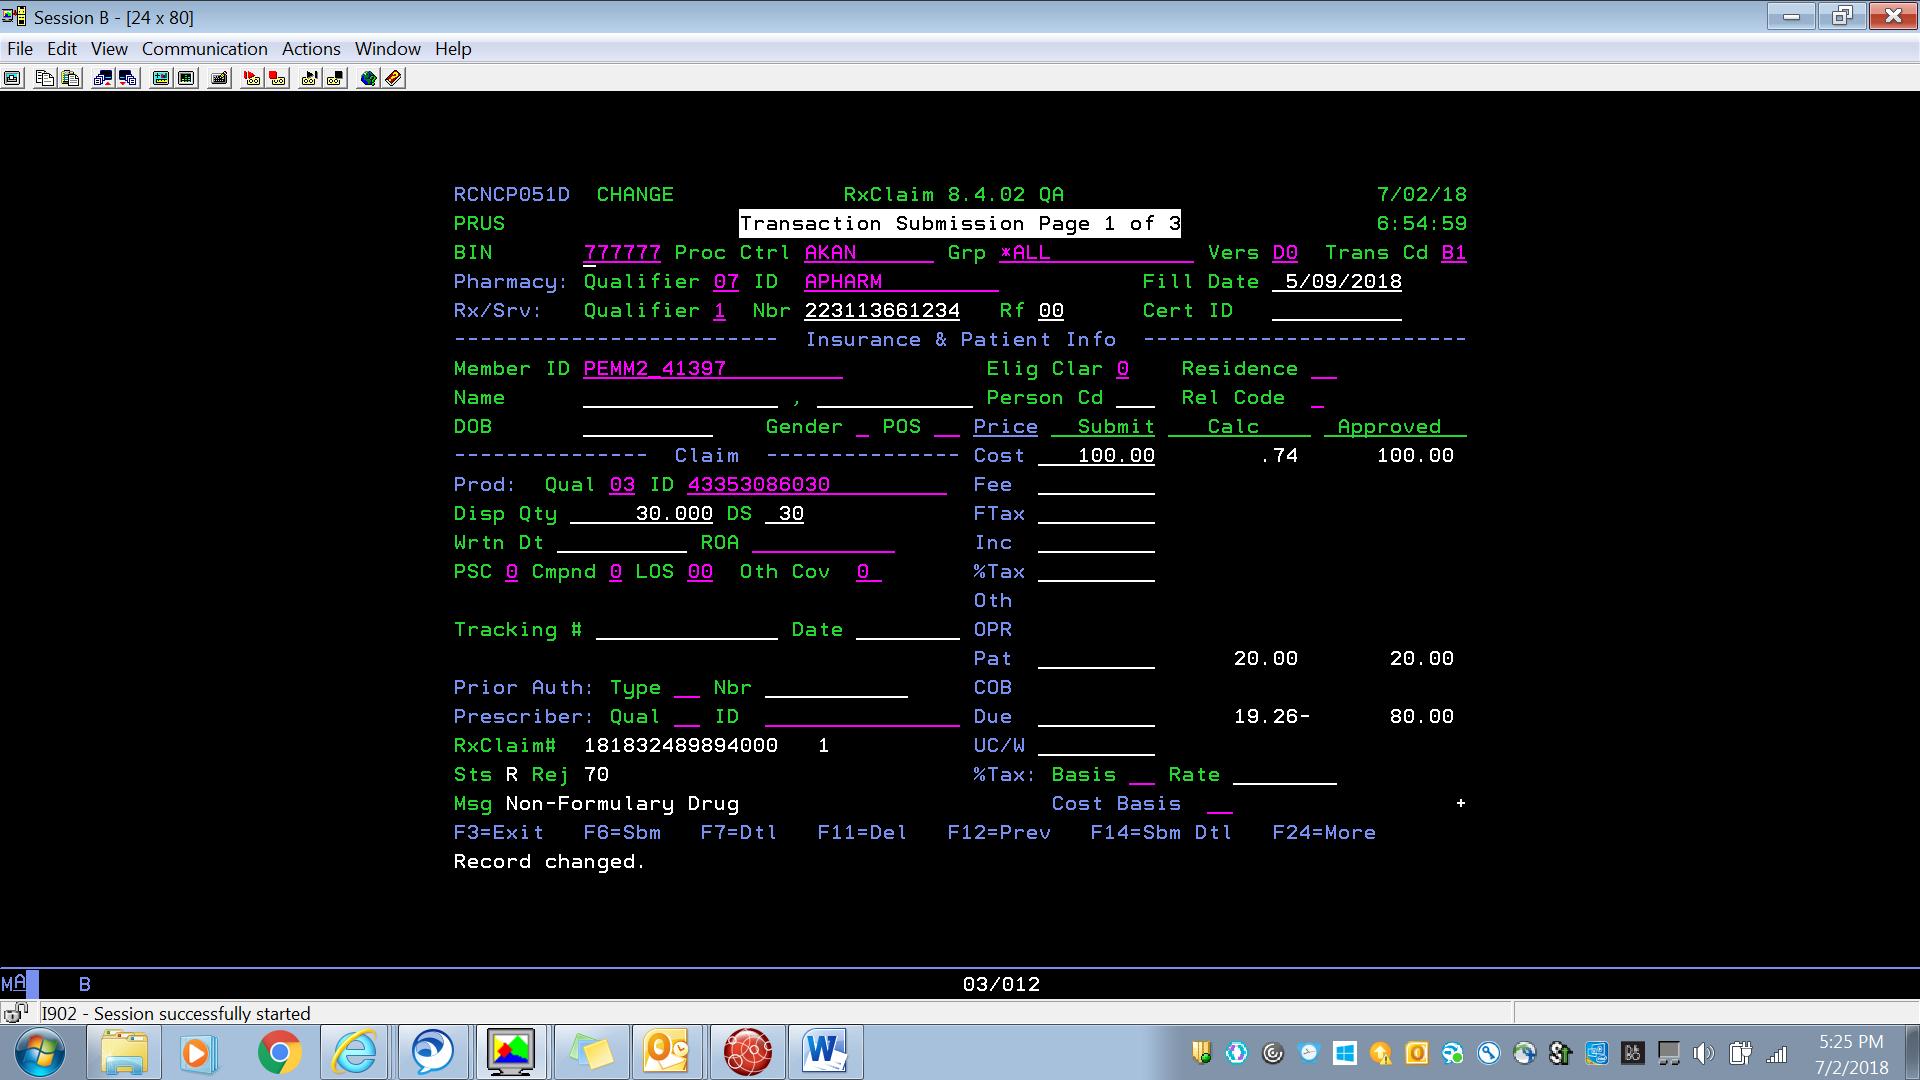 Session B - [24 x 80]
File Edit View Communication Actions Window Help
RCNCP051D CHANGE RxClaim 8.4.02 QA 7/02/18
PRUS Transaction Submission Page 1 of 3 6:54:59
BIN 777777 Proc Ctrl AKAN Grp *ALL Vers D0 Trans Cd B1
Pharmacy: Qualifier 07 ID APHARM Fill Date 5/09/2018
Rx/Srv: Qualifier 1 Nbr 223113661234 Rf 00 Cert ID
------------------------- Insurance & Patient Info -------------------------
Member ID PEMM2_41397 Elig Clar 0 Residence
Name , Person Cd Rel Code
DOB Gender POS Price Submit Calc Approved
--------------- Claim --------------- Cost 100.00 .74 100.00
Prod: Qual 03 ID 43353086030 Fee
Disp Qty 30.000 DS 30 FTax
Wrtn Dt ROA Inc
PSC 0 Cmpnd 0 LOS 00 Oth Cov 0 %Tax
Oth
Tracking # Date OPR
Pat 20.00 20.00
Prior Auth: Type Nbr COB
Prescriber: Qual ID Due 19.26- 80.00
RxClaim# 181832489894000 1 UC/W
Sts R Rej 70 %Tax: Basis Rate
Msg Non-Formulary Drug Cost Basis +
F3=Exit F6=Sbm F7=Dtl F11=Del F12=Prev F14=Sbm Dtl F24=More
Record changed.
MA B 03/012
I902 - Session successfully started
5:25 PM
7/2/2018